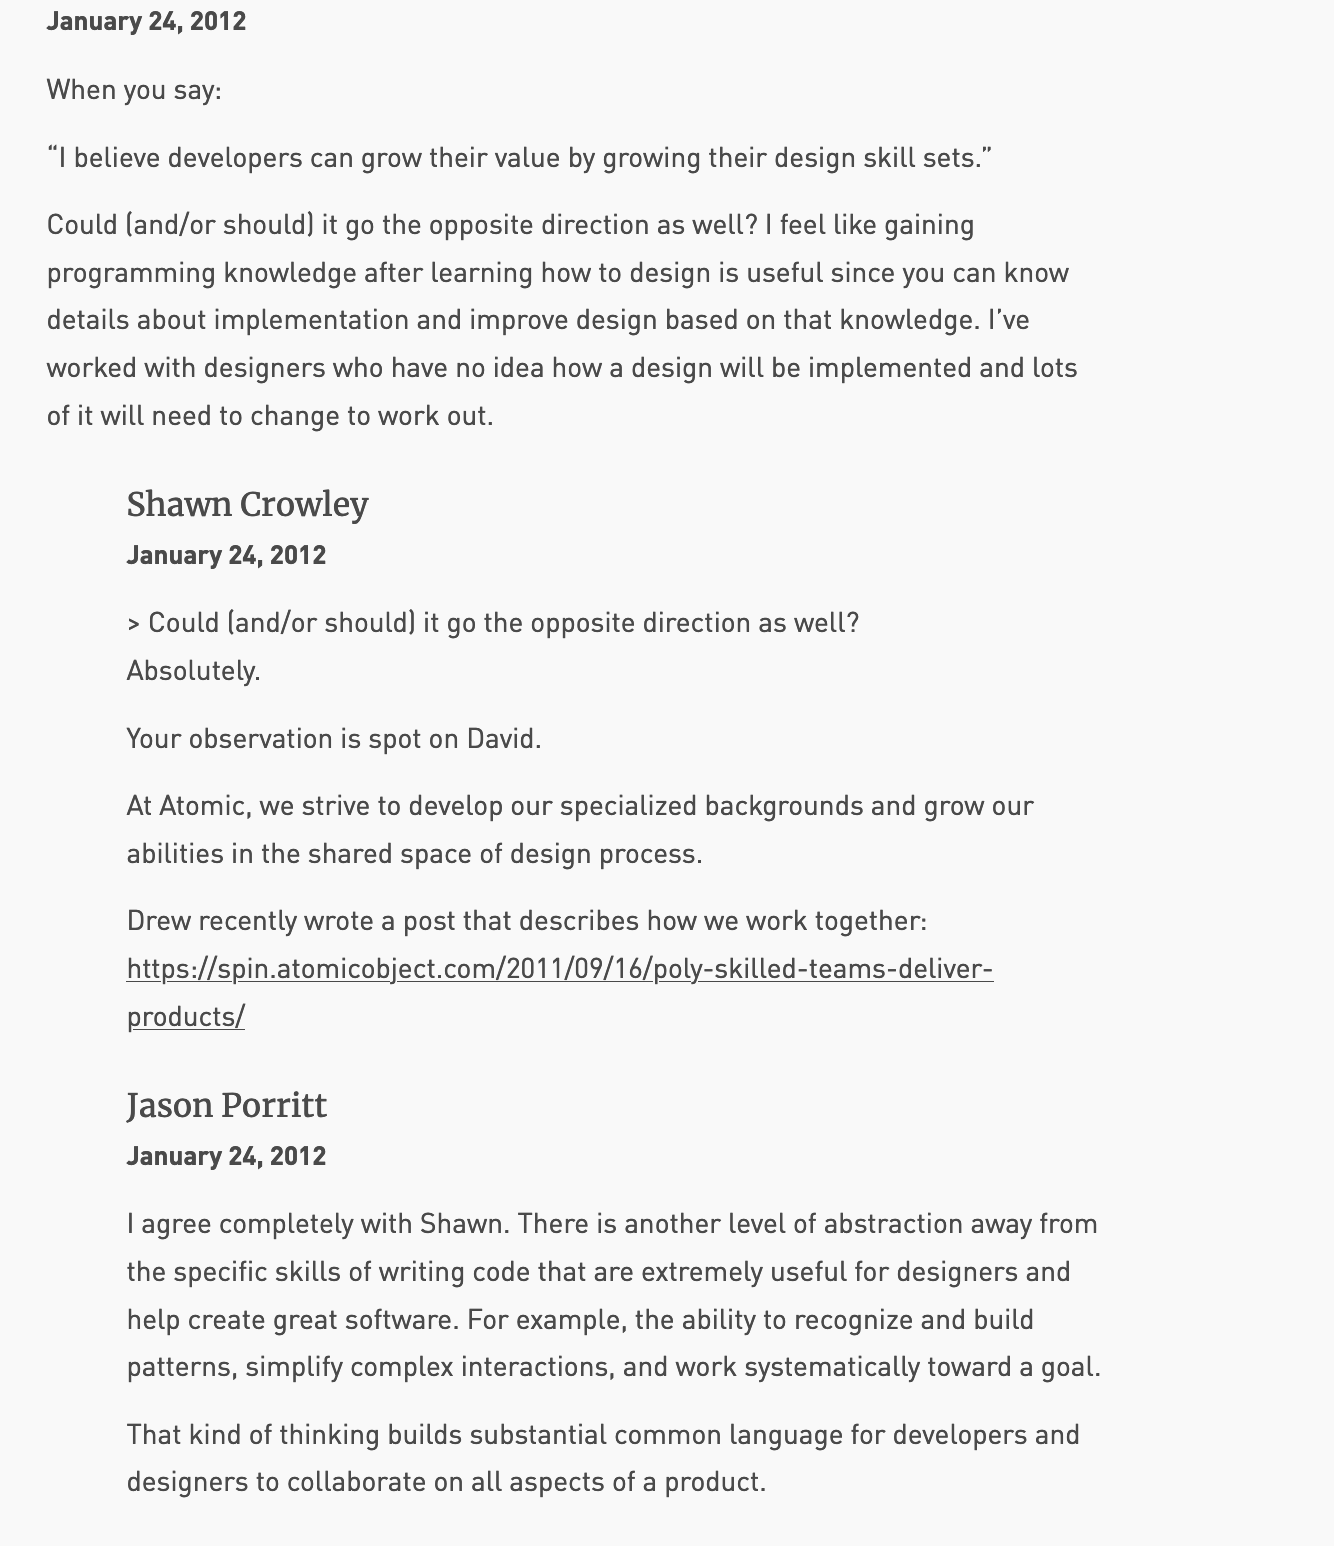 January 24, 2012
When you say:
“I believe developers can grow their value by growing their design skill sets.”
Could (and/or should) it go the opposite direction as well? I feel like gaining
programming knowledge after learning how to design is useful since you can know
details about implementation and improve design based on that knowledge. I’ve
worked with designers who have no idea how a design will be implemented and lots
of it will need to change to work out.
Shawn Crowley
January 24, 2012
> Could (and/or should) it go the opposite direction as well?
Absolutely.
Your observation is spot on David.
At Atomic, we strive to develop our specialized backgrounds and grow our
abilities in the shared space of design process.
Drew recently wrote a post that describes how we work together:
https://spin.atomicobject.com/2011/09/16/poly-skilled-teams-deliver-
products/
Jason Porritt
January 24, 2012
I agree completely with Shawn. There is another level of abstraction away from
the specific skills of writing code that are extremely useful for designers and
help create great software. For example, the ability to recognize and build
patterns, simplify complex interactions, and work systematically toward a goal.
That kind of thinking builds substantial common language for developers and
designers to collaborate on all aspects of a product.